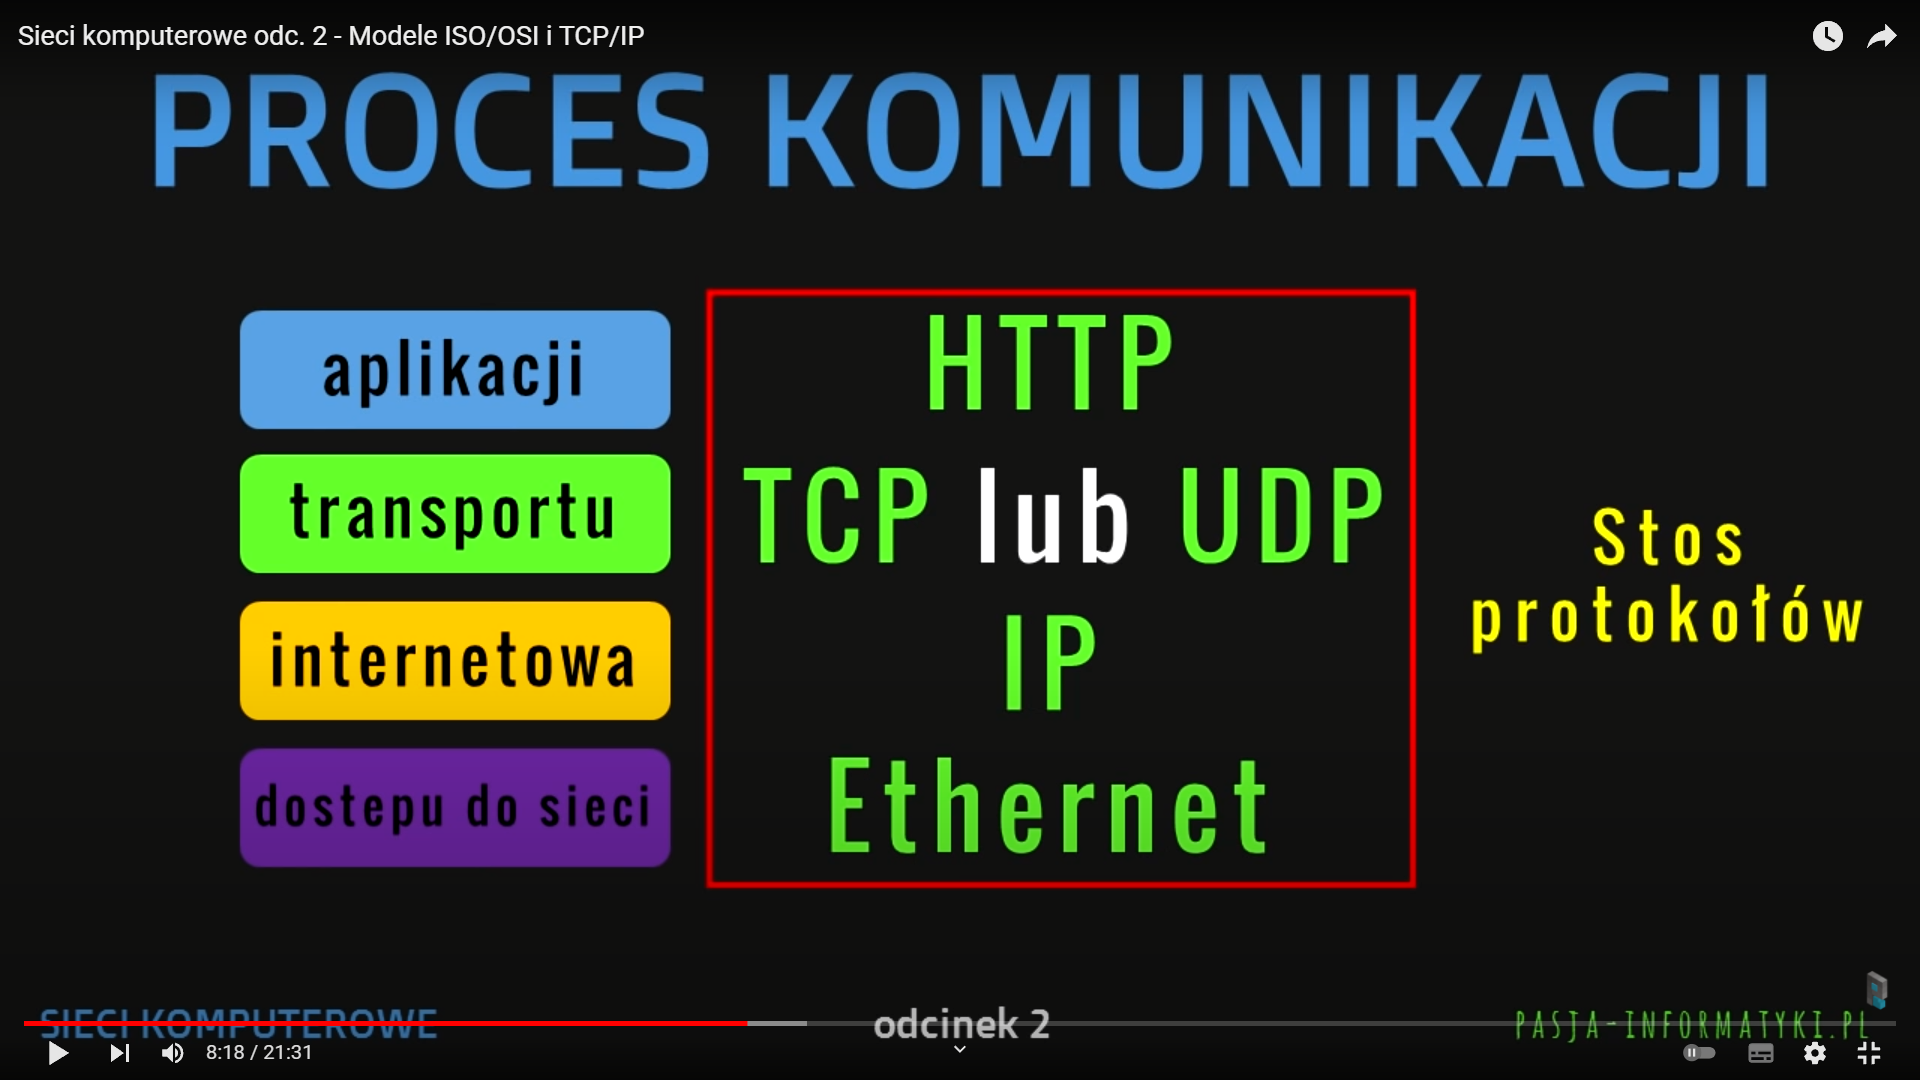 Sieci komputerowe odc. 2 - Modele ISO/OSI i TCP/IP
PROCES KOMUNIKACJI
aplikacji
HTTP
transportu
TCP lub UDP
internetowa
IP
dostepu do sieci
Ethernet
Stos
protokołów
SIECI KOMPUTEROWE
odcinek 2
PASJA-INFORMATYKI.PL
8:18 / 21:31